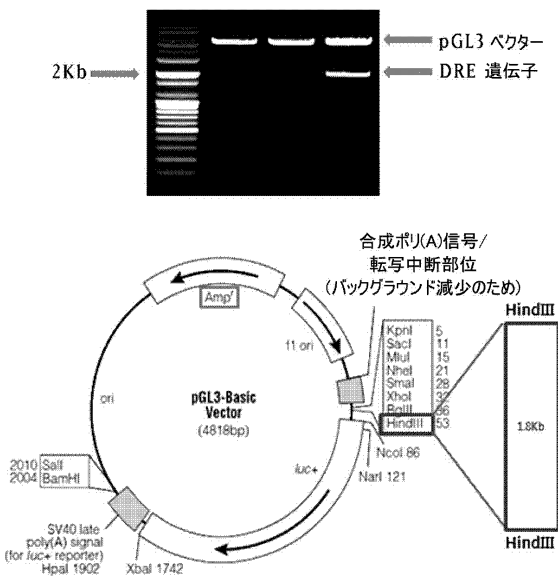 pGL3 ベクター
2Kb
DRE 遺伝子
合成ポリ(A)信号/
転写中断部位
(バックグラウンド減少のため)
HindIII
Ampr
f1 ori
KpnI 5
SacI 11
MluI 15
NheI 21
SmaI 28
XhoI 32
BglII 36
HindIII 53
1.8Kb
ori
pGL3-Basic
Vector
(4818bp)
NcoI 86
luc+
NarI 121
2010 SalI
2004 BamHI
SV40 late
poly(A) signal
(for luc+ reporter)
HpaI 1902
XbaI 1742
HindIII